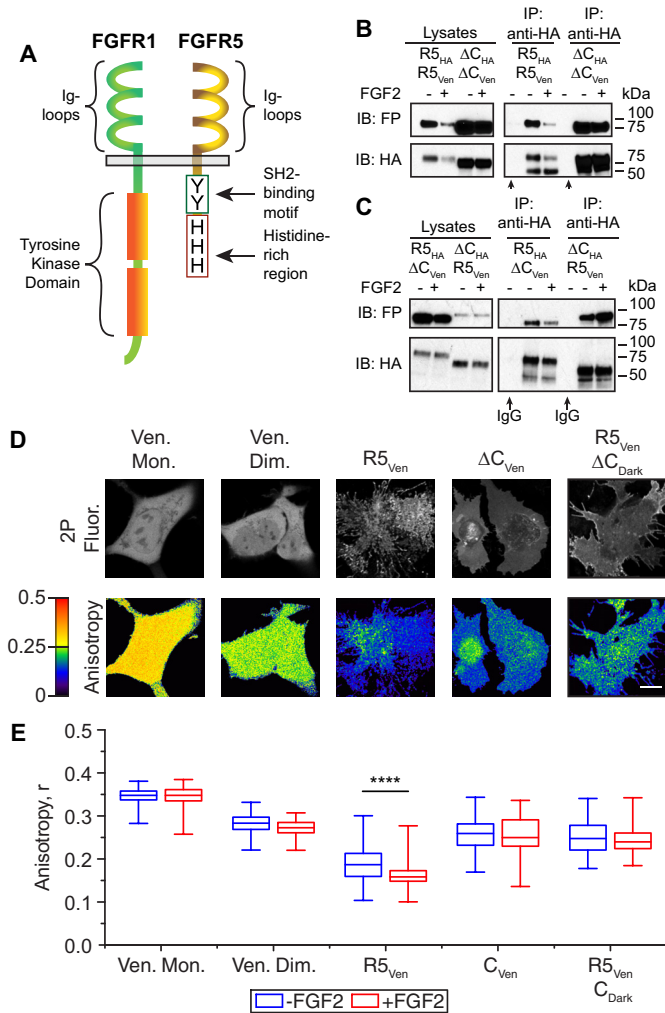 A
FGFR1 FGFR5
Ig-
loops
Ig-
loops
Y
Y
SH2-
binding
motif
H
H
H
Histidine-
rich
region
Tyrosine
Kinase
Domain
B
Lysates
IP:
anti-HA
IP:
anti-HA
R5HA ΔCHA R5HA ΔCHA
R5Ven ΔCVen R5Ven ΔCVen
kDa
FGF2 - + - + - - + - - +
IB: FP
100
75
IB: HA
75
50
C
Lysates
IP:
anti-HA
IP:
anti-HA
R5HA ΔCHA R5HA ΔCHA
ΔCVen R5Ven ΔCVen R5Ven
kDa
FGF2 - + - + - - + - - +
IB: FP
100
75
IB: HA
100
75
50
IgG IgG
D
Ven.
Mon.
Ven.
Dim.
R5Ven
ΔCVen
R5Ven
ΔCDark
2P
Fluor.
0.5
0.25
0
Anisotropy
E
0.5
0.4
0.3
0.2
0.1
0.0
Anisotropy, r
****
Ven. Mon. Ven. Dim. R5Ven CVen R5Ven
CDark
-FGF2 +FGF2